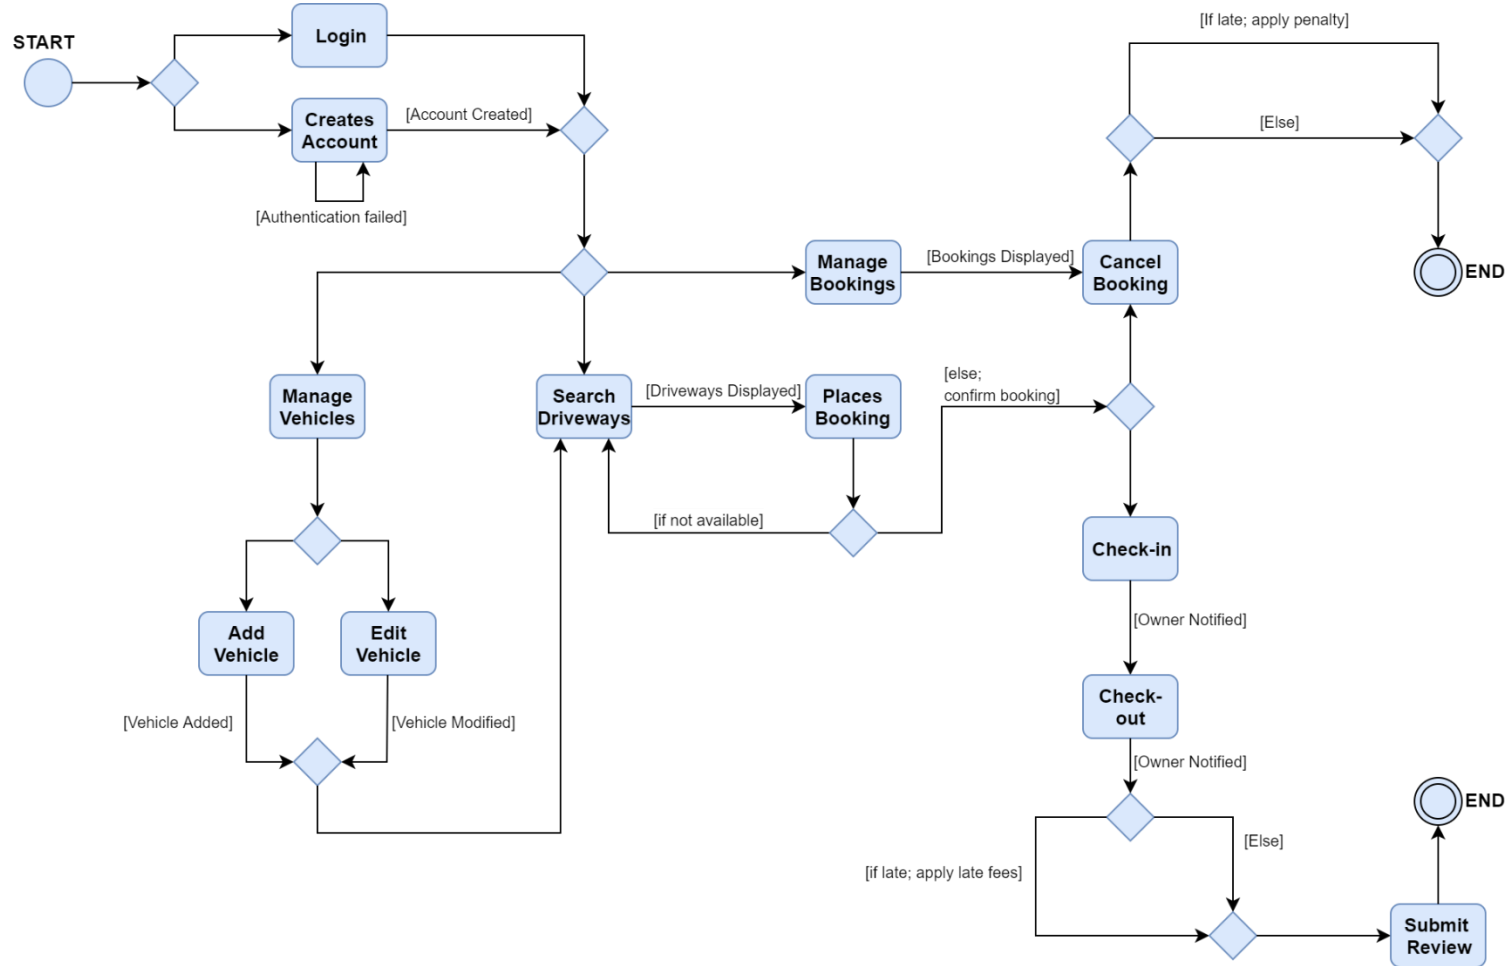 [If late; apply penalty]
START
Login
Creates
Account
[Account Created]
[Else]
[Authentication failed]
Manage
Bookings
[Bookings Displayed]
Cancel
Booking
END
Manage
Vehicles
Search
Driveways
[Driveways Displayed]
Places
Booking
[else;
confirm booking]
[if not available]
Check-in
Add
Vehicle
Edit
Vehicle
[Owner Notified]
Check-
out
[Vehicle Added]
[Vehicle Modified]
[Owner Notified]
END
[Else]
[if late; apply late fees]
Submit
Review